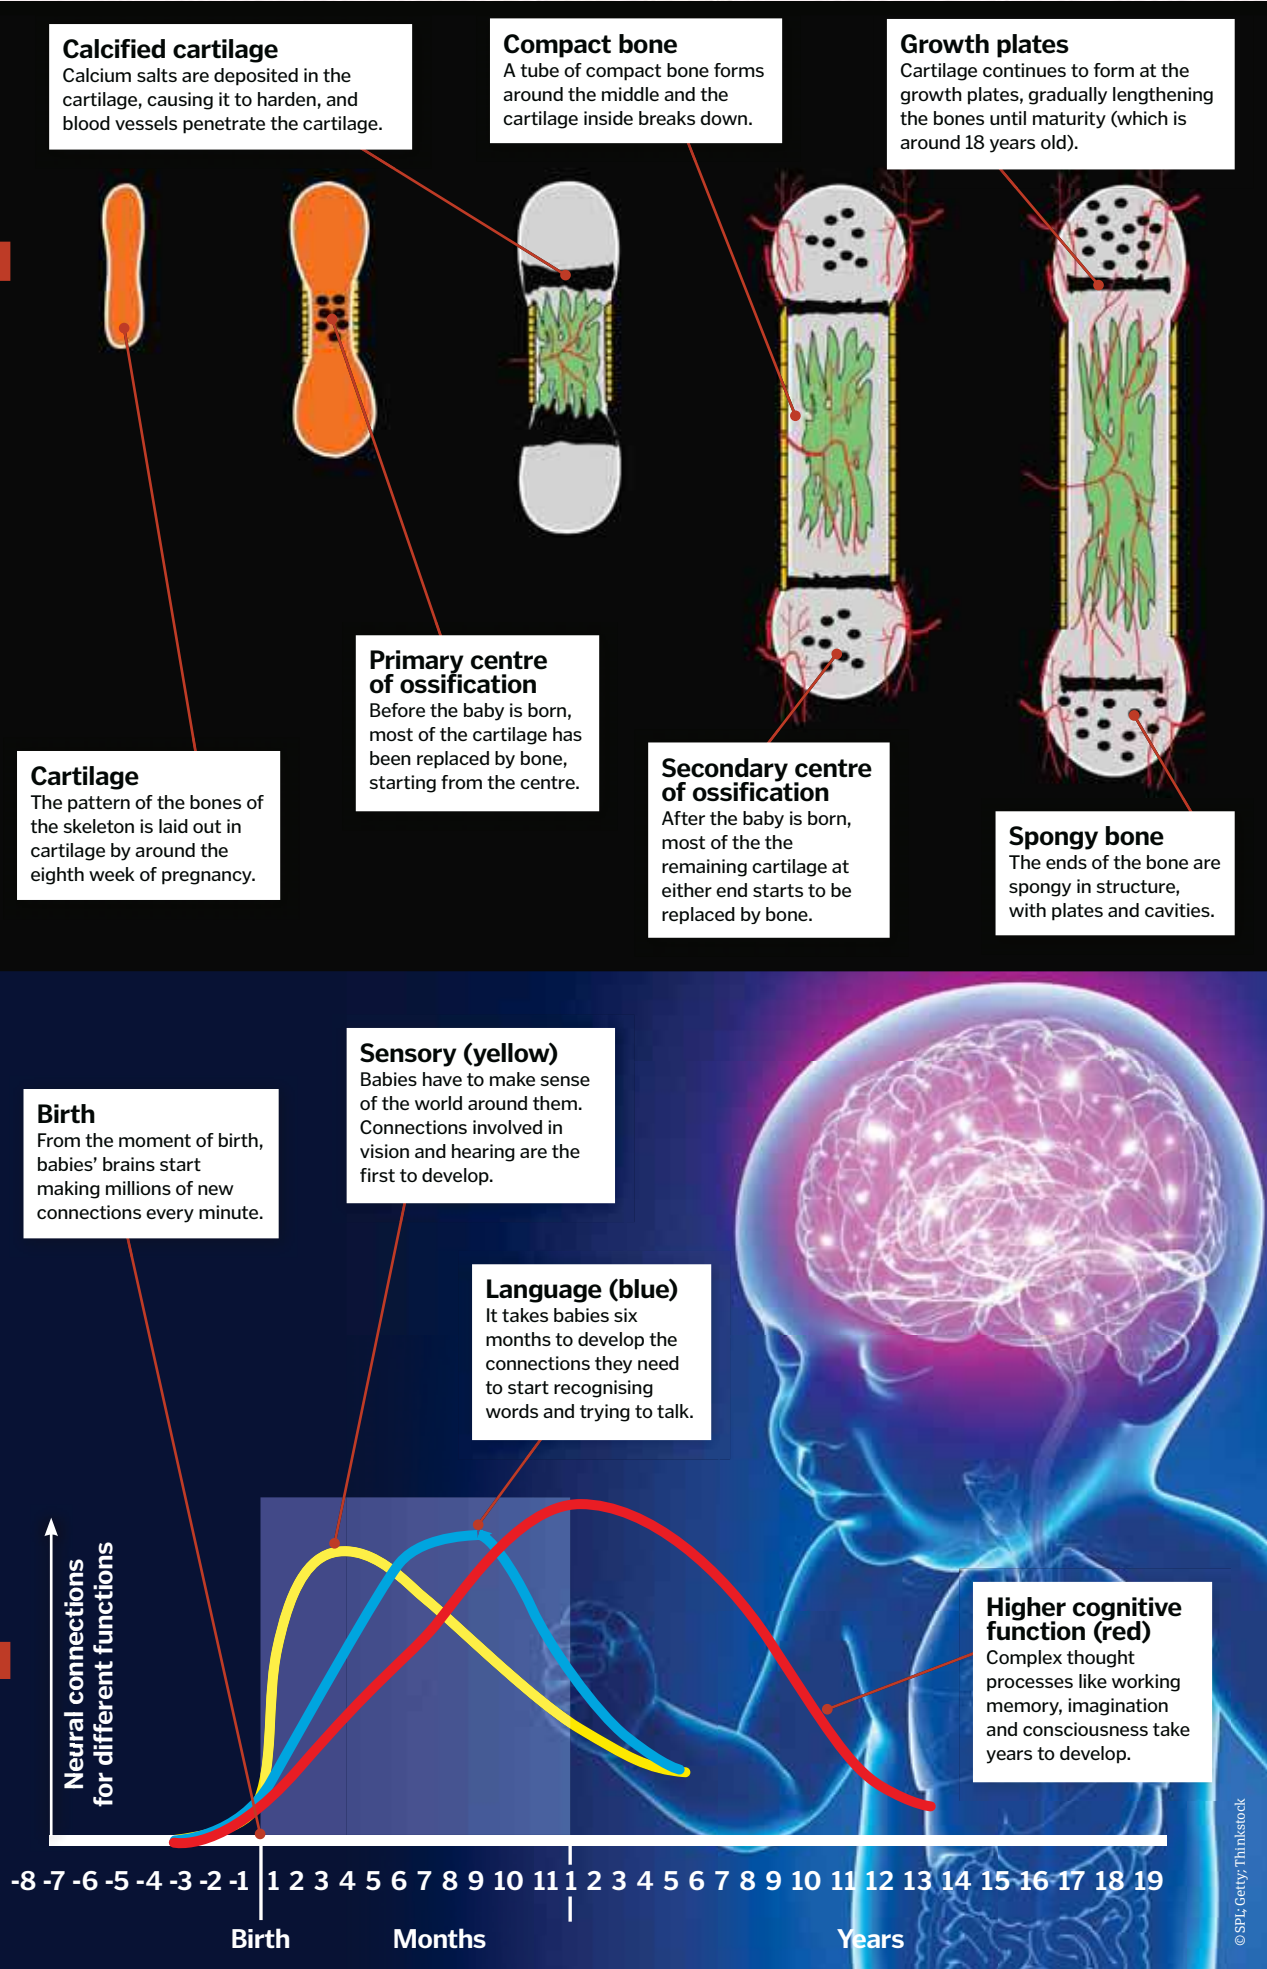 Calcified cartilage
Calcium salts are deposited in the
cartilage, causing it to harden, and
blood vessels penetrate the cartilage.
Compact bone
A tube of compact bone forms
around the middle and the
cartilage inside breaks down.
Growth plates
Cartilage continues to form at the
growth plates, gradually lengthening
the bones until maturity (which is
around 18 years old).
Primary centre
of ossification
Before the baby is born,
most of the cartilage has
been replaced by bone,
starting from the centre.
Cartilage
The pattern of the bones of
the skeleton is laid out in
cartilage by around the
eighth week of pregnancy.
Secondary centre
of ossification
After the baby is born,
most of the the
remaining cartilage at
either end starts to be
replaced by bone.
Spongy bone
The ends of the bone are
spongy in structure,
with plates and cavities.
Birth
From the moment of birth,
babies’ brains start
making millions of new
connections every minute.
Sensory (yellow)
Babies have to make sense
of the world around them.
Connections involved in
vision and hearing are the
first to develop.
Language (blue)
It takes babies six
months to develop the
connections they need
to start recognising
words and trying to talk.
Higher cognitive
function (red)
Complex thought
processes like working
memory, imagination
and consciousness take
years to develop.
Neural connections
for different functions
-8 -7 -6 -5 -4 -3 -2 -1 1 2 3 4 5 6 7 8 9 10 11 1 2 3 4 5 6 7 8 9 10 11 12 13 14 15 16 17 18 19
Birth Months Years
© SPL; Getty; Thinkstock